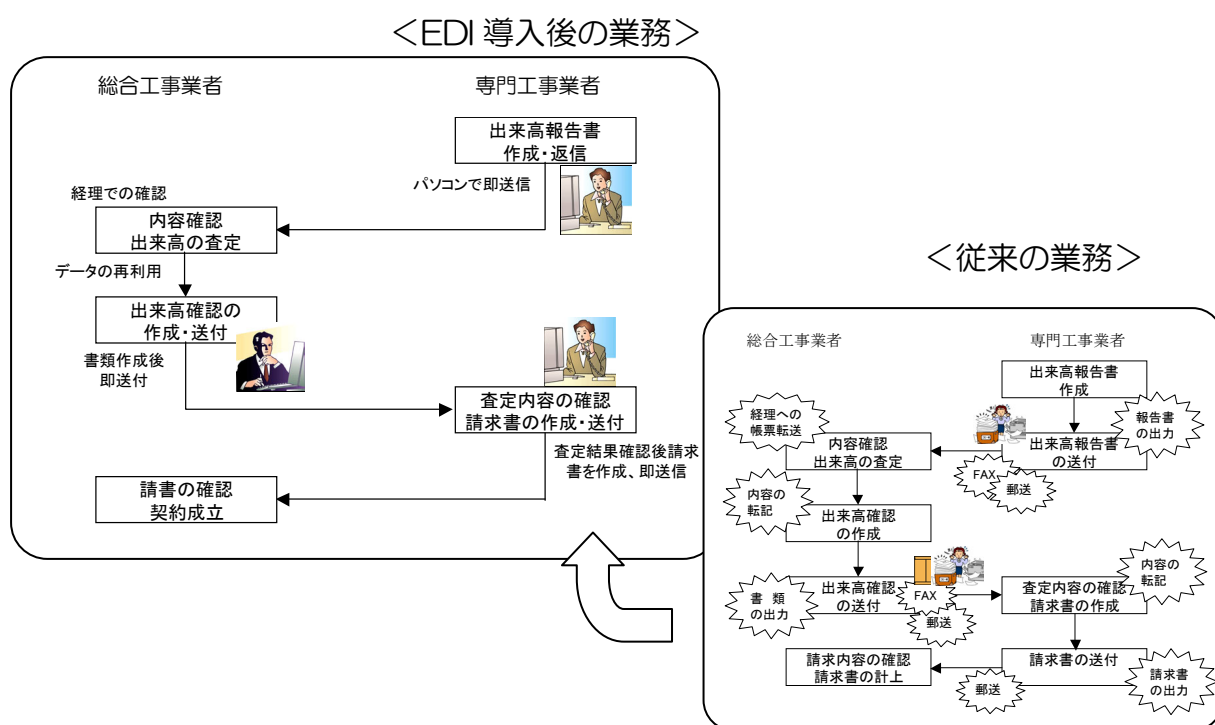 ＜EDI 導入後の業務＞
総合工事業者
専門工事業者
出来高報告書
作成・返信
パソコンで即送信
経理での確認
内容確認
出来高の査定
データの再利用
出来高確認の
作成・送付
書類作成後
即送付
査定内容の確認
請求書の作成・送付
査定結果確認後請求
書を作成、即送信
請書の確認
契約成立
＜従来の業務＞
総合工事業者
専門工事業者
出来高報告書
作成
報告書
の出力
出来高報告書
の送付
FAX
郵送
経理への
帳票転送
内容確認
出来高の査定
内容の
転記
出来高確認
の作成
書 類
の出力
出来高確認
の送付
FAX
郵送
内容の
転記
査定内容の確認
請求書の作成
請求書の送付
請求書
の出力
郵送
請求内容の確認
請求書の計上